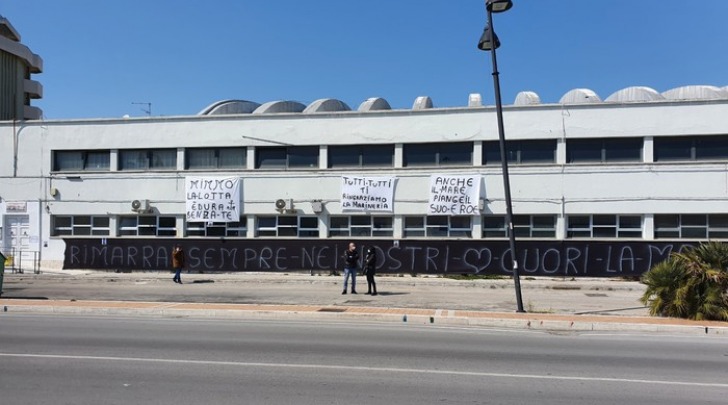 MIMMO
LA-LOTTA
È DURA
SENZA-TE
TUTTI-TUTTI
TI
RINGRAZIAMO
LA MARINERIA
ANCHE
IL-MARE
PIANGE-IL
SUO-E ROE
RIMARRAI SEMPRE NEI NOSTRI CUORI LA